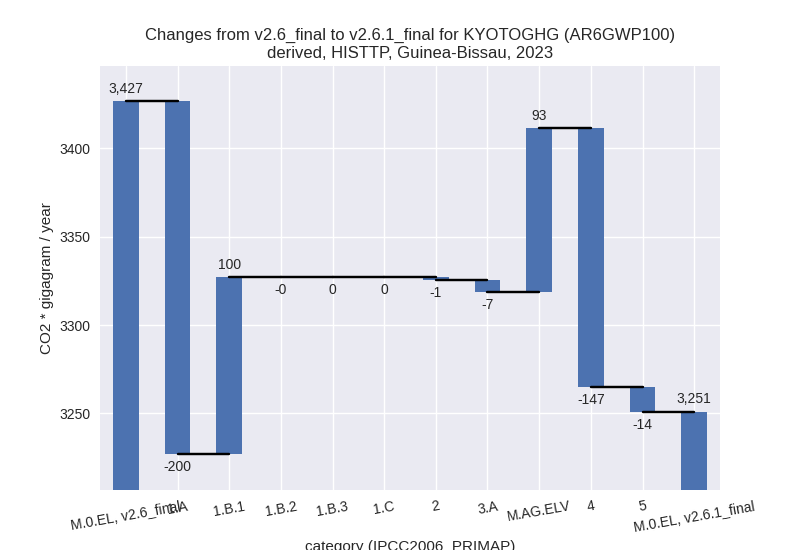 Changes from v2.6_final to v2.6.1_final for KYOTOGHG (AR6GWP100)
derived, HISTTP, Guinea-Bissau, 2023
CO2 * gigagram / year
3400
3350
3300
3250
3,427
-200
100
-0
0
0
-1
-7
93
-147
-14
3,251
M.0.EL, v2.6_final
1.A
1.B.1
1.B.2
1.B.3
1.C
2
3.A
M.AG.ELV
4
5
M.0.EL, v2.6.1_final
category (IPCC2006_PRIMAP)